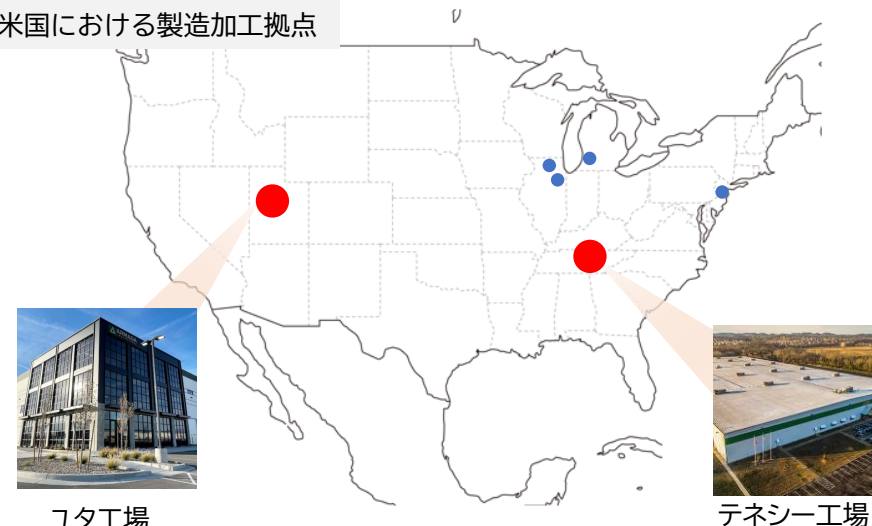 米国における製造加工拠点
ユタ工場
テネシー工場